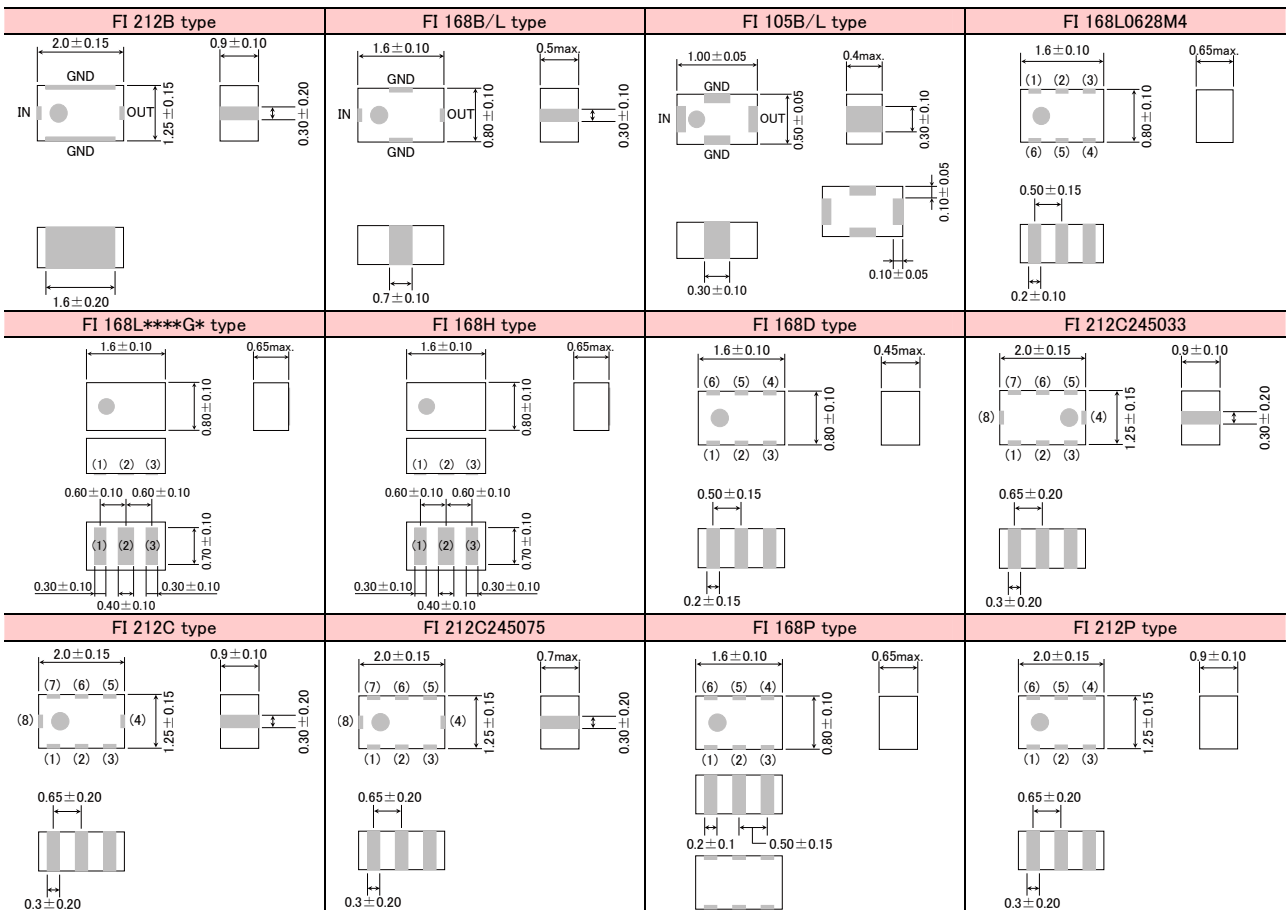 FI 212B type
2.0±0.15
0.9±0.10
GND
IN
OUT
1.25±0.15
0.30±0.20
GND
1.6±0.20
FI 168B/L type
1.6±0.10
0.5max.
GND
IN
OUT
0.80±0.10
0.30±0.10
GND
0.7±0.10
FI 105B/L type
1.00±0.05
0.4max.
GND
IN
OUT
0.50±0.05
0.30±0.10
GND
0.10±0.05
0.10±0.05
0.30±0.10
FI 168L0628M4
1.6±0.10
0.65max.
(1) (2) (3)
0.80±0.10
(6) (5) (4)
0.50±0.15
0.2±0.10
FI 168L****G* type
1.6±0.10
0.65max.
0.80±0.10
(1) (2) (3)
0.60±0.10 0.60±0.10
(1) (2) (3)
0.70±0.10
0.30±0.10 0.30±0.10
0.40±0.10
FI 168H type
1.6±0.10
0.65max.
0.80±0.10
(1) (2) (3)
0.60±0.10 0.60±0.10
(1) (2) (3)
0.70±0.10
0.30±0.10 0.30±0.10
0.40±0.10
FI 168D type
1.6±0.10
0.45max.
(6) (5) (4)
0.80±0.10
(1) (2) (3)
0.50±0.15
0.2±0.15
FI 212C245033
2.0±0.15
0.9±0.10
(7) (6) (5)
(8)
(4)
1.25±0.15
0.30±0.20
(1) (2) (3)
0.65±0.20
0.3±0.20
FI 212C type
2.0±0.15
0.9±0.10
(7) (6) (5)
(8)
(4)
1.25±0.15
0.30±0.20
(1) (2) (3)
0.65±0.20
0.3±0.20
FI 212C245075
2.0±0.15
0.7max.
(7) (6) (5)
(8)
(4)
1.25±0.15
0.30±0.20
(1) (2) (3)
0.65±0.20
0.3±0.20
FI 168P type
1.6±0.10
0.65max.
(6) (5) (4)
0.80±0.10
(1) (2) (3)
0.2±0.1
0.50±0.15
FI 212P type
2.0±0.15
0.9±0.10
(6) (5) (4)
1.25±0.15
(1) (2) (3)
0.65±0.20
0.3±0.20